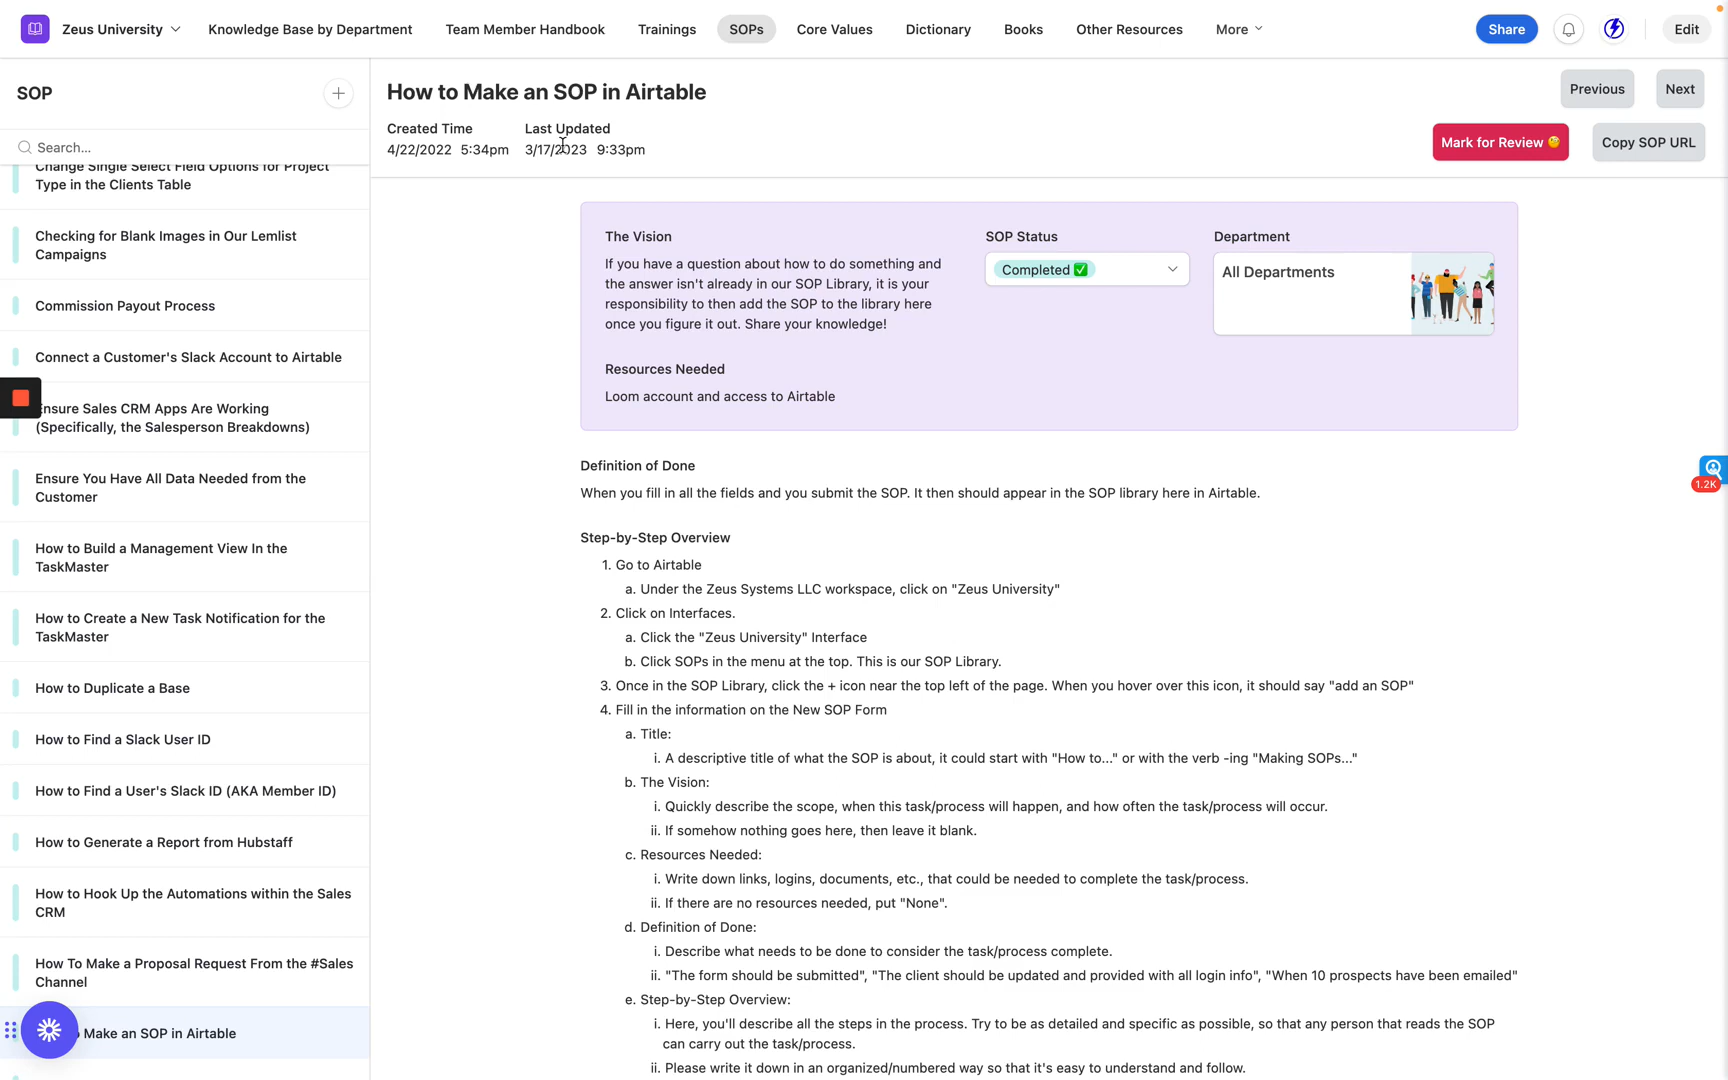 Zeus University
Knowledge Base by Department
Team Member Handbook
Trainings
SOPs
Core Values
Dictionary
Books
Other Resources
More
Share
Edit
SOP
Search...
Change Single Select Field Options for Project
Type in the Clients Table
Checking for Blank Images in Our Lemlist
Campaigns
Commission Payout Process
Connect a Customer's Slack Account to Airtable
Ensure Sales CRM Apps Are Working
(Specifically, the Salesperson Breakdowns)
Ensure You Have All Data Needed from the
Customer
How to Build a Management View In the
TaskMaster
How to Create a New Task Notification for the
TaskMaster
How to Duplicate a Base
How to Find a Slack User ID
How to Find a User's Slack ID (AKA Member ID)
How to Generate a Report from Hubstaff
How to Hook Up the Automations within the Sales
CRM
How To Make a Proposal Request From the #Sales
Channel
Make an SOP in Airtable
How to Make an SOP in Airtable
Previous
Next
Created Time
Last Updated
4/22/2022 5:34pm
3/17/2023 9:33pm
Mark for Review
Copy SOP URL
The Vision
If you have a question about how to do something and
the answer isn't already in our SOP Library, it is your
responsibility to then add the SOP to the library here
once you figure it out. Share your knowledge!
SOP Status
Completed ✅
Department
All Departments
Resources Needed
Loom account and access to Airtable
1.2K
Definition of Done
When you fill in all the fields and you submit the SOP. It then should appear in the SOP library here in Airtable.
Step-by-Step Overview
1. Go to Airtable
a. Under the Zeus Systems LLC workspace, click on "Zeus University"
2. Click on Interfaces.
a. Click the "Zeus University" Interface
b. Click SOPs in the menu at the top. This is our SOP Library.
3. Once in the SOP Library, click the + icon near the top left of the page. When you hover over this icon, it should say "add an SOP"
4. Fill in the information on the New SOP Form
a. Title:
i. A descriptive title of what the SOP is about, it could start with "How to..." or with the verb -ing "Making SOPs..."
b. The Vision:
i. Quickly describe the scope, when this task/process will happen, and how often the task/process will occur.
ii. If somehow nothing goes here, then leave it blank.
c. Resources Needed:
i. Write down links, logins, documents, etc., that could be needed to complete the task/process.
ii. If there are no resources needed, put "None".
d. Definition of Done:
i. Describe what needs to be done to consider the task/process complete.
ii. "The form should be submitted", "The client should be updated and provided with all login info", "When 10 prospects have been emailed"
e. Step-by-Step Overview:
i. Here, you'll describe all the steps in the process. Try to be as detailed and specific as possible, so that any person that reads the SOP
can carry out the task/process.
ii. Please write it down in an organized/numbered way so that it's easy to understand and follow.